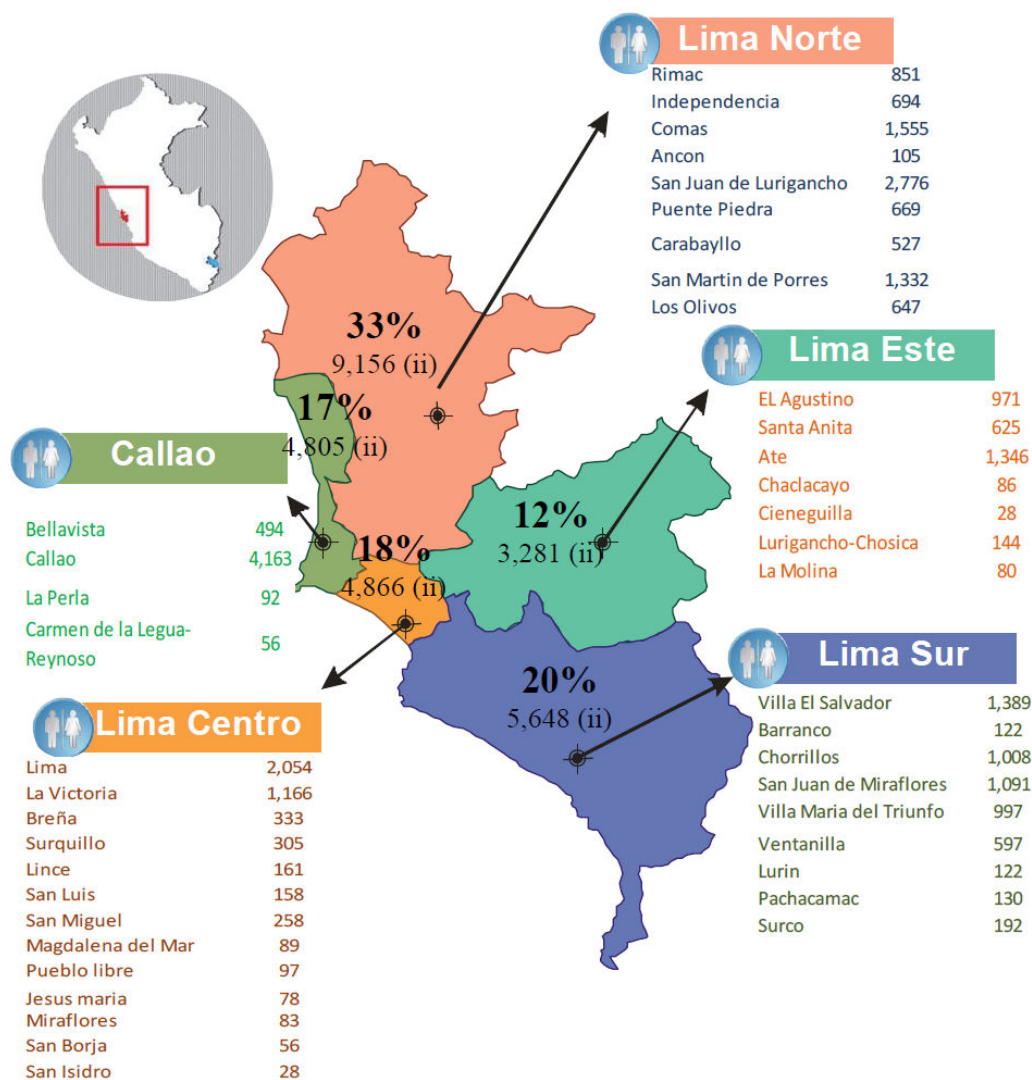 Lima Norte
Rimac 851
Independencia 694
Comas 1,555
Ancon 105
San Juan de Lurigancho 2,776
Puente Piedra 669
Carabayllo 527
San Martin de Porres 1,332
Los Olivos 647
33%
9,156 (ii)
Lima Este
EL Agustino 971
Santa Anita 625
Ate 1,346
Chaclacayo 86
Cieneguilla 28
Lurigancho-Chosica 144
La Molina 80
17%
4,805 (ii)
Callao
Bellavista 494
Callao 4,163
La Perla 92
Carmen de la Legua-
Reynoso 56
12%
3,281 (ii)
18%
4,866 (ii)
Lima Sur
Villa El Salvador 1,389
Barranco 122
Chorrillos 1,008
San Juan de Miraflores 1,091
Villa Maria del Triunfo 997
Ventanilla 597
Lurin 122
Pachacamac 130
Surco 192
20%
5,648 (ii)
Lima Centro
Lima 2,054
La Victoria 1,166
Breña 333
Surquillo 305
Lince 161
San Luis 158
San Miguel 258
Magdalena del Mar 89
Pueblo libre 97
Jesus maria 78
Miraflores 83
San Borja 56
San Isidro 28